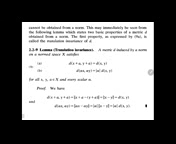 cannot be obtained from a norm. This may immediately be seen from
the following lemma which states two basic properties of a metric d
obtained from a norm. The first property, as expressed by (9a), is
called the translation invariance of d.
2.2-9 Lemma (Translation invariance). A metric d induced by a norm
on a normed space X satisfies
(a) d(x + a, y + a) = d(x, y)
(b) d(αx, αy) = |α| d(x, y)
for all x, y, a ∈ X and every scalar α.
Proof. We have
d(x + a, y + a) = ‖x + a − (y + a)‖ = ‖x − y‖ = d(x, y)
and
d(αx, αy) = ‖αx − αy‖ = |α| ‖x − y‖ = |α| d(x, y). ∎